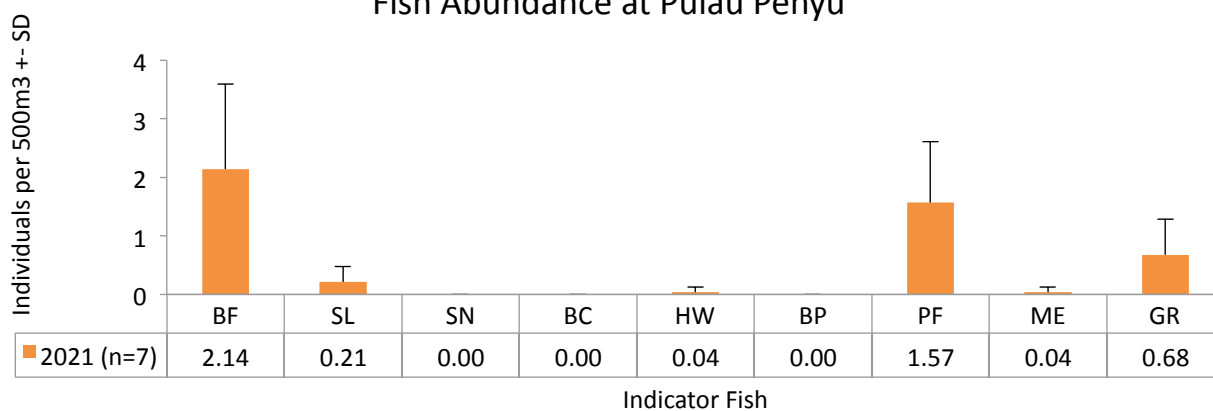 Fish Abundance at Pulau Penyu
Individuals per 500m3 +- SD
4
3
2
1
0
BF SL SN BC HW BP PF ME GR
2021 (n=7) 2.14 0.21 0.00 0.00 0.04 0.00 1.57 0.04 0.68
Indicator Fish